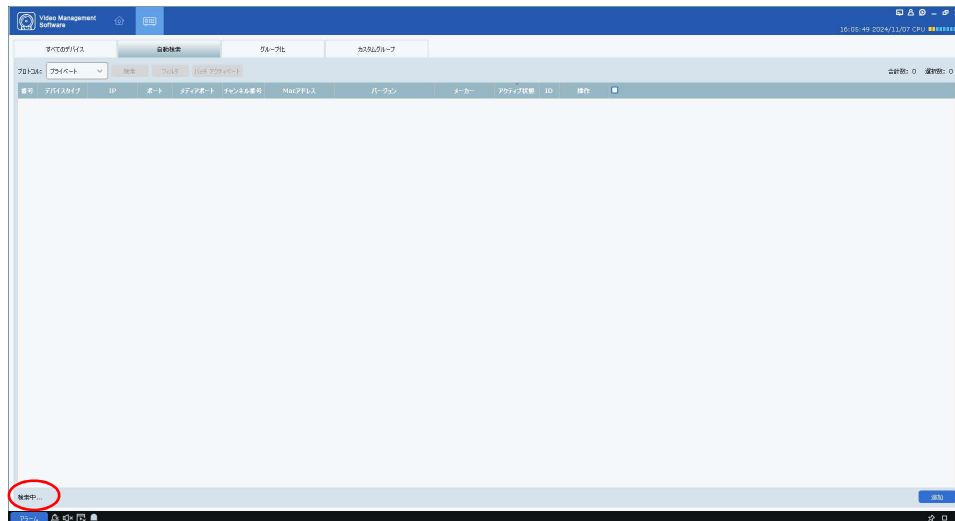 Video Management
Software
16:05:49 2024/11/07 CPU
すべてのデバイス
自動検索
グループ化
カスタムグループ
プロトコル: プライベート
検索
フィルタ
バッチ アクティベート
合計数: 0
選択数: 0
番号 デバイスタイプ IP ポート メディアポート チャンネル番号 Macアドレス バージョン メーカー アクティブ状態 ID 操作
検索中...
追加
アラーム